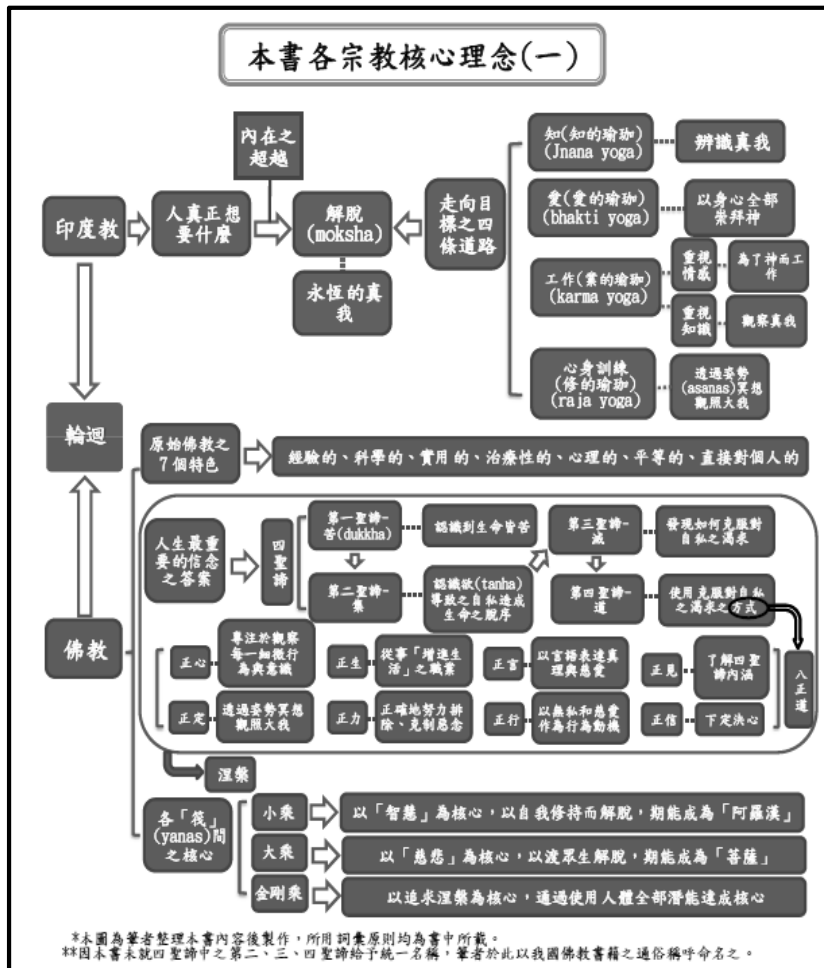 本書各宗教核心理念(一)
內在之
超越
印度教
人真正想
要什麼
解脫
(moksha)
永恆的真
我
走向目
標之四
條道路
知(知的瑜珈)
(Jnana yoga)
辨識真我
愛(愛的瑜珈)
(bhakti yoga)
以身心全部
崇拜神
工作(業的瑜珈)
(karma yoga)
重視
情感
為了神而工
作
重視
知識
觀察真我
心身訓練
(修的瑜珈)
(raja yoga)
透過姿勢
(asanas)冥想
觀照大我
輪迴
原始佛教之
7個特色
經驗的、科學的、實用的、治療性的、心理的、平等的、直接對個人的
人生最重
要的信念
之答案
四聖諦
第一聖諦-
苦(dukkha)
認識到生命皆苦
第二聖諦-
集
認識欲(tanha)
導致之自私造成
生命之脫序
第三聖諦-
滅
發現如何克服對
自私之渴求
第四聖諦-
道
使用克服對自私
之渴求之方式
佛教
正心
專注於觀察
每一細微行
為與意識
正生
從事「增進生
活」之職業
正言
以言語表達真
理與慈愛
正見
了解四聖
諦內涵
八正道
正定
透過姿勢冥想
觀照大我
正力
正確地努力排
除、克制惡念
正行
以無私和慈愛
作為行為動機
正信
下定決心
涅槃
各「筏」
(yanas)間
之核心
小乘
以「智慧」為核心，以自我修持而解脫，期能成為「阿羅漢」
大乘
以「慈悲」為核心，以渡眾生解脫，期能成為「菩薩」
金剛乘
以追求涅槃為核心，通過使用人體全部潛能達成核心
*本圖為筆者整理本書內容後製作，所用詞彙原則均為書中所載。
**因本書未就四聖諦中之第二、三、四聖諦給予統一名稱，筆者於此以我國佛教書籍之通俗稱呼命名之。